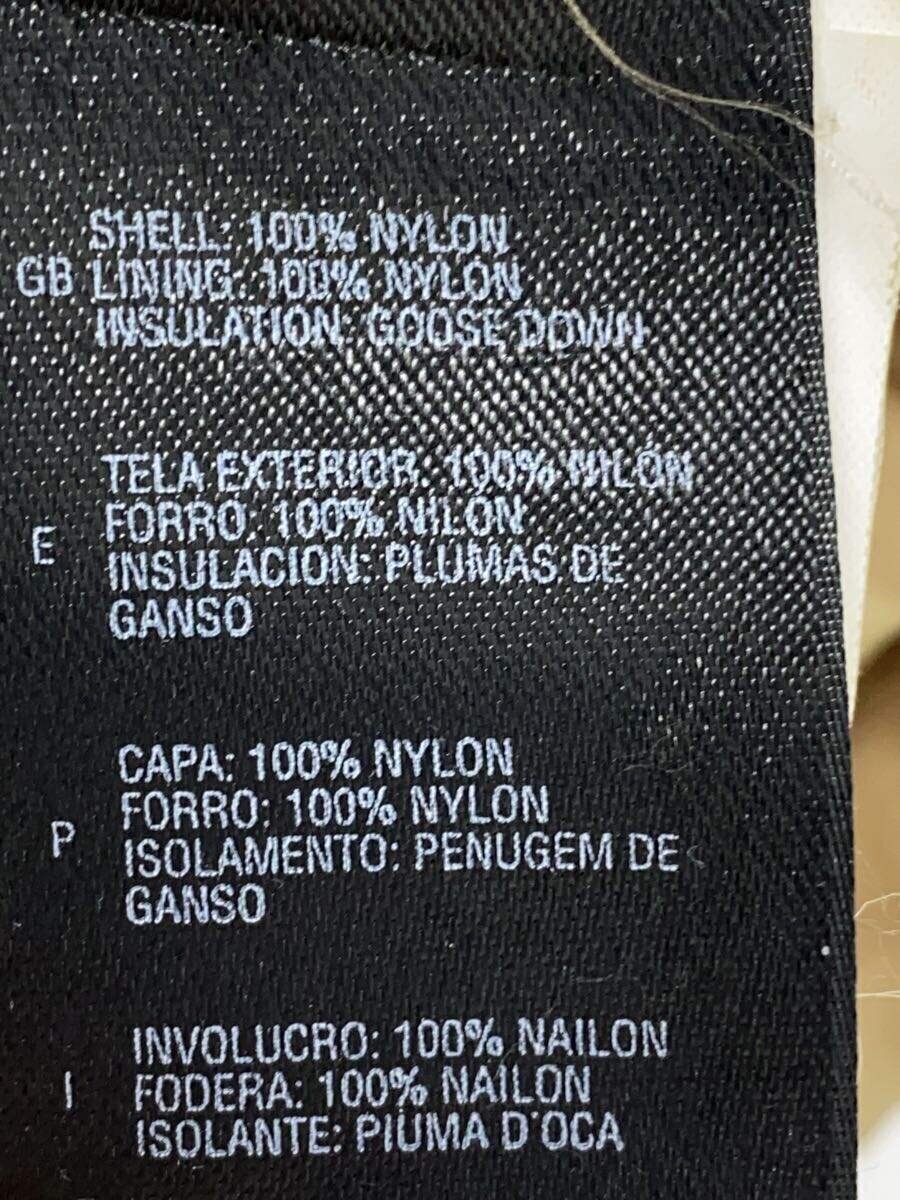 SHELL: 100% NYLON
GB LINING: 100% NYLON
INSULATION: GOOSE DOWN
TELA EXTERIOR: 100% NILÓN
E FORRO: 100% NILÓN
INSULACION: PLUMAS DE
GANSO
CAPA: 100% NYLON
FORRO: 100% NYLON
P ISOLAMENTO: PENUGEM DE
GANSO
INVOLUCRO: 100% NAILON
I FODERA: 100% NAILON
ISOLANTE: PIUMA D'OCA